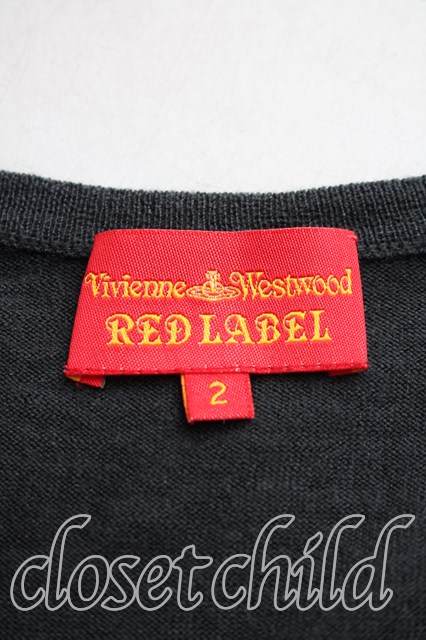 Vivienne Westwood
RED LABEL
2
closet child